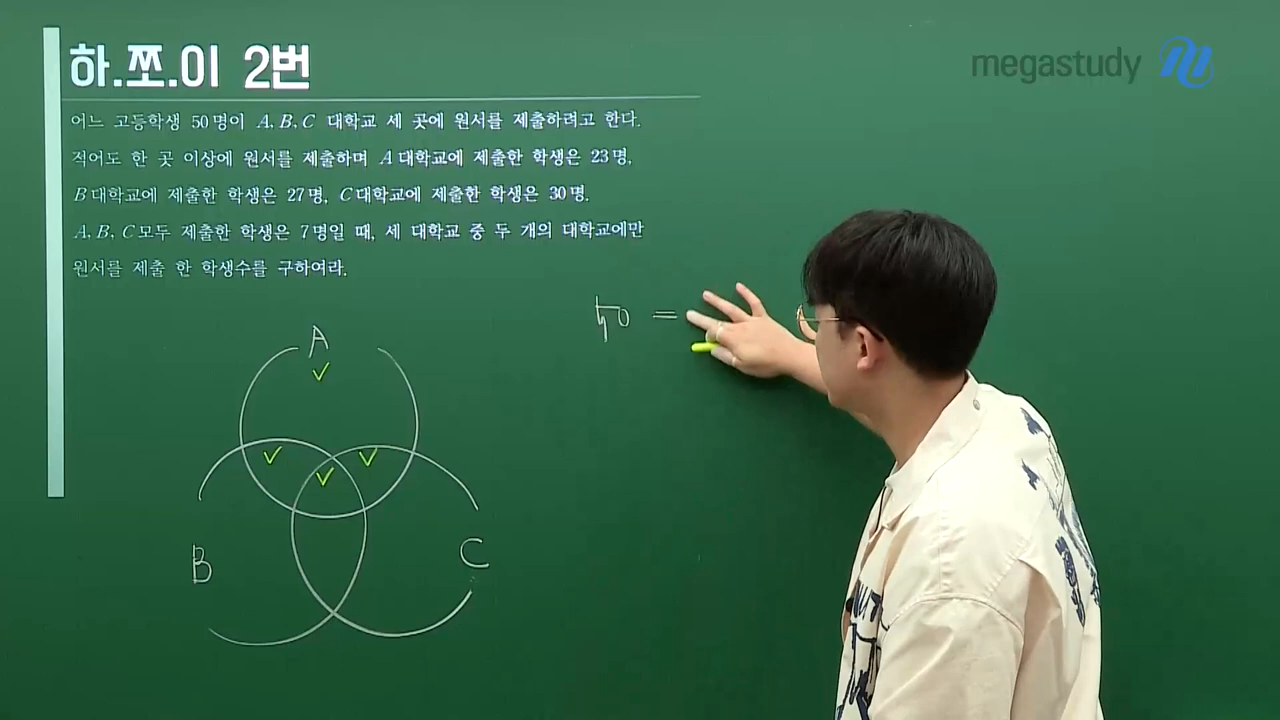 하.쪼.이 2번
megastudy
어느 고등학생 50명이 A, B, C 대학교 세 곳에 원서를 제출하려고 한다.
적어도 한 곳 이상에 원서를 제출하며 A대학교에 제출한 학생은 23명,
B대학교에 제출한 학생은 27명, C대학교에 제출한 학생은 30명.
A, B, C모두 제출한 학생은 7명일 때, 세 대학교 중 두 개의 대학교에만
원서를 제출 한 학생수를 구하여라.
50 =
A
B
C